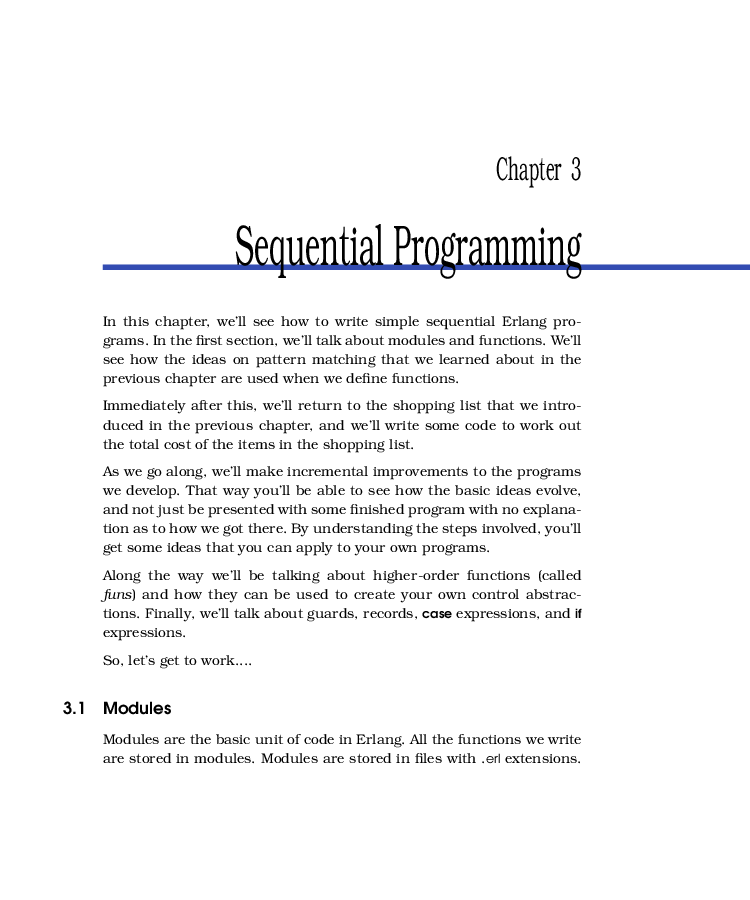 Chapter 3
Sequential Programming
In this chapter, we'll see how to write simple sequential Erlang pro-
grams. In the first section, we'll talk about modules and functions. We'll
see how the ideas on pattern matching that we learned about in the
previous chapter are used when we define functions.
Immediately after this, we'll return to the shopping list that we intro-
duced in the previous chapter, and we'll write some code to work out
the total cost of the items in the shopping list.
As we go along, we'll make incremental improvements to the programs
we develop. That way you'll be able to see how the basic ideas evolve,
and not just be presented with some finished program with no explana-
tion as to how we got there. By understanding the steps involved, you'll
get some ideas that you can apply to your own programs.
Along the way we'll be talking about higher-order functions (called
funs) and how they can be used to create your own control abstrac-
tions. Finally, we'll talk about guards, records, case expressions, and if
expressions.
So, let's get to work....
3.1 Modules
Modules are the basic unit of code in Erlang. All the functions we write
are stored in modules. Modules are stored in files with .erl extensions.